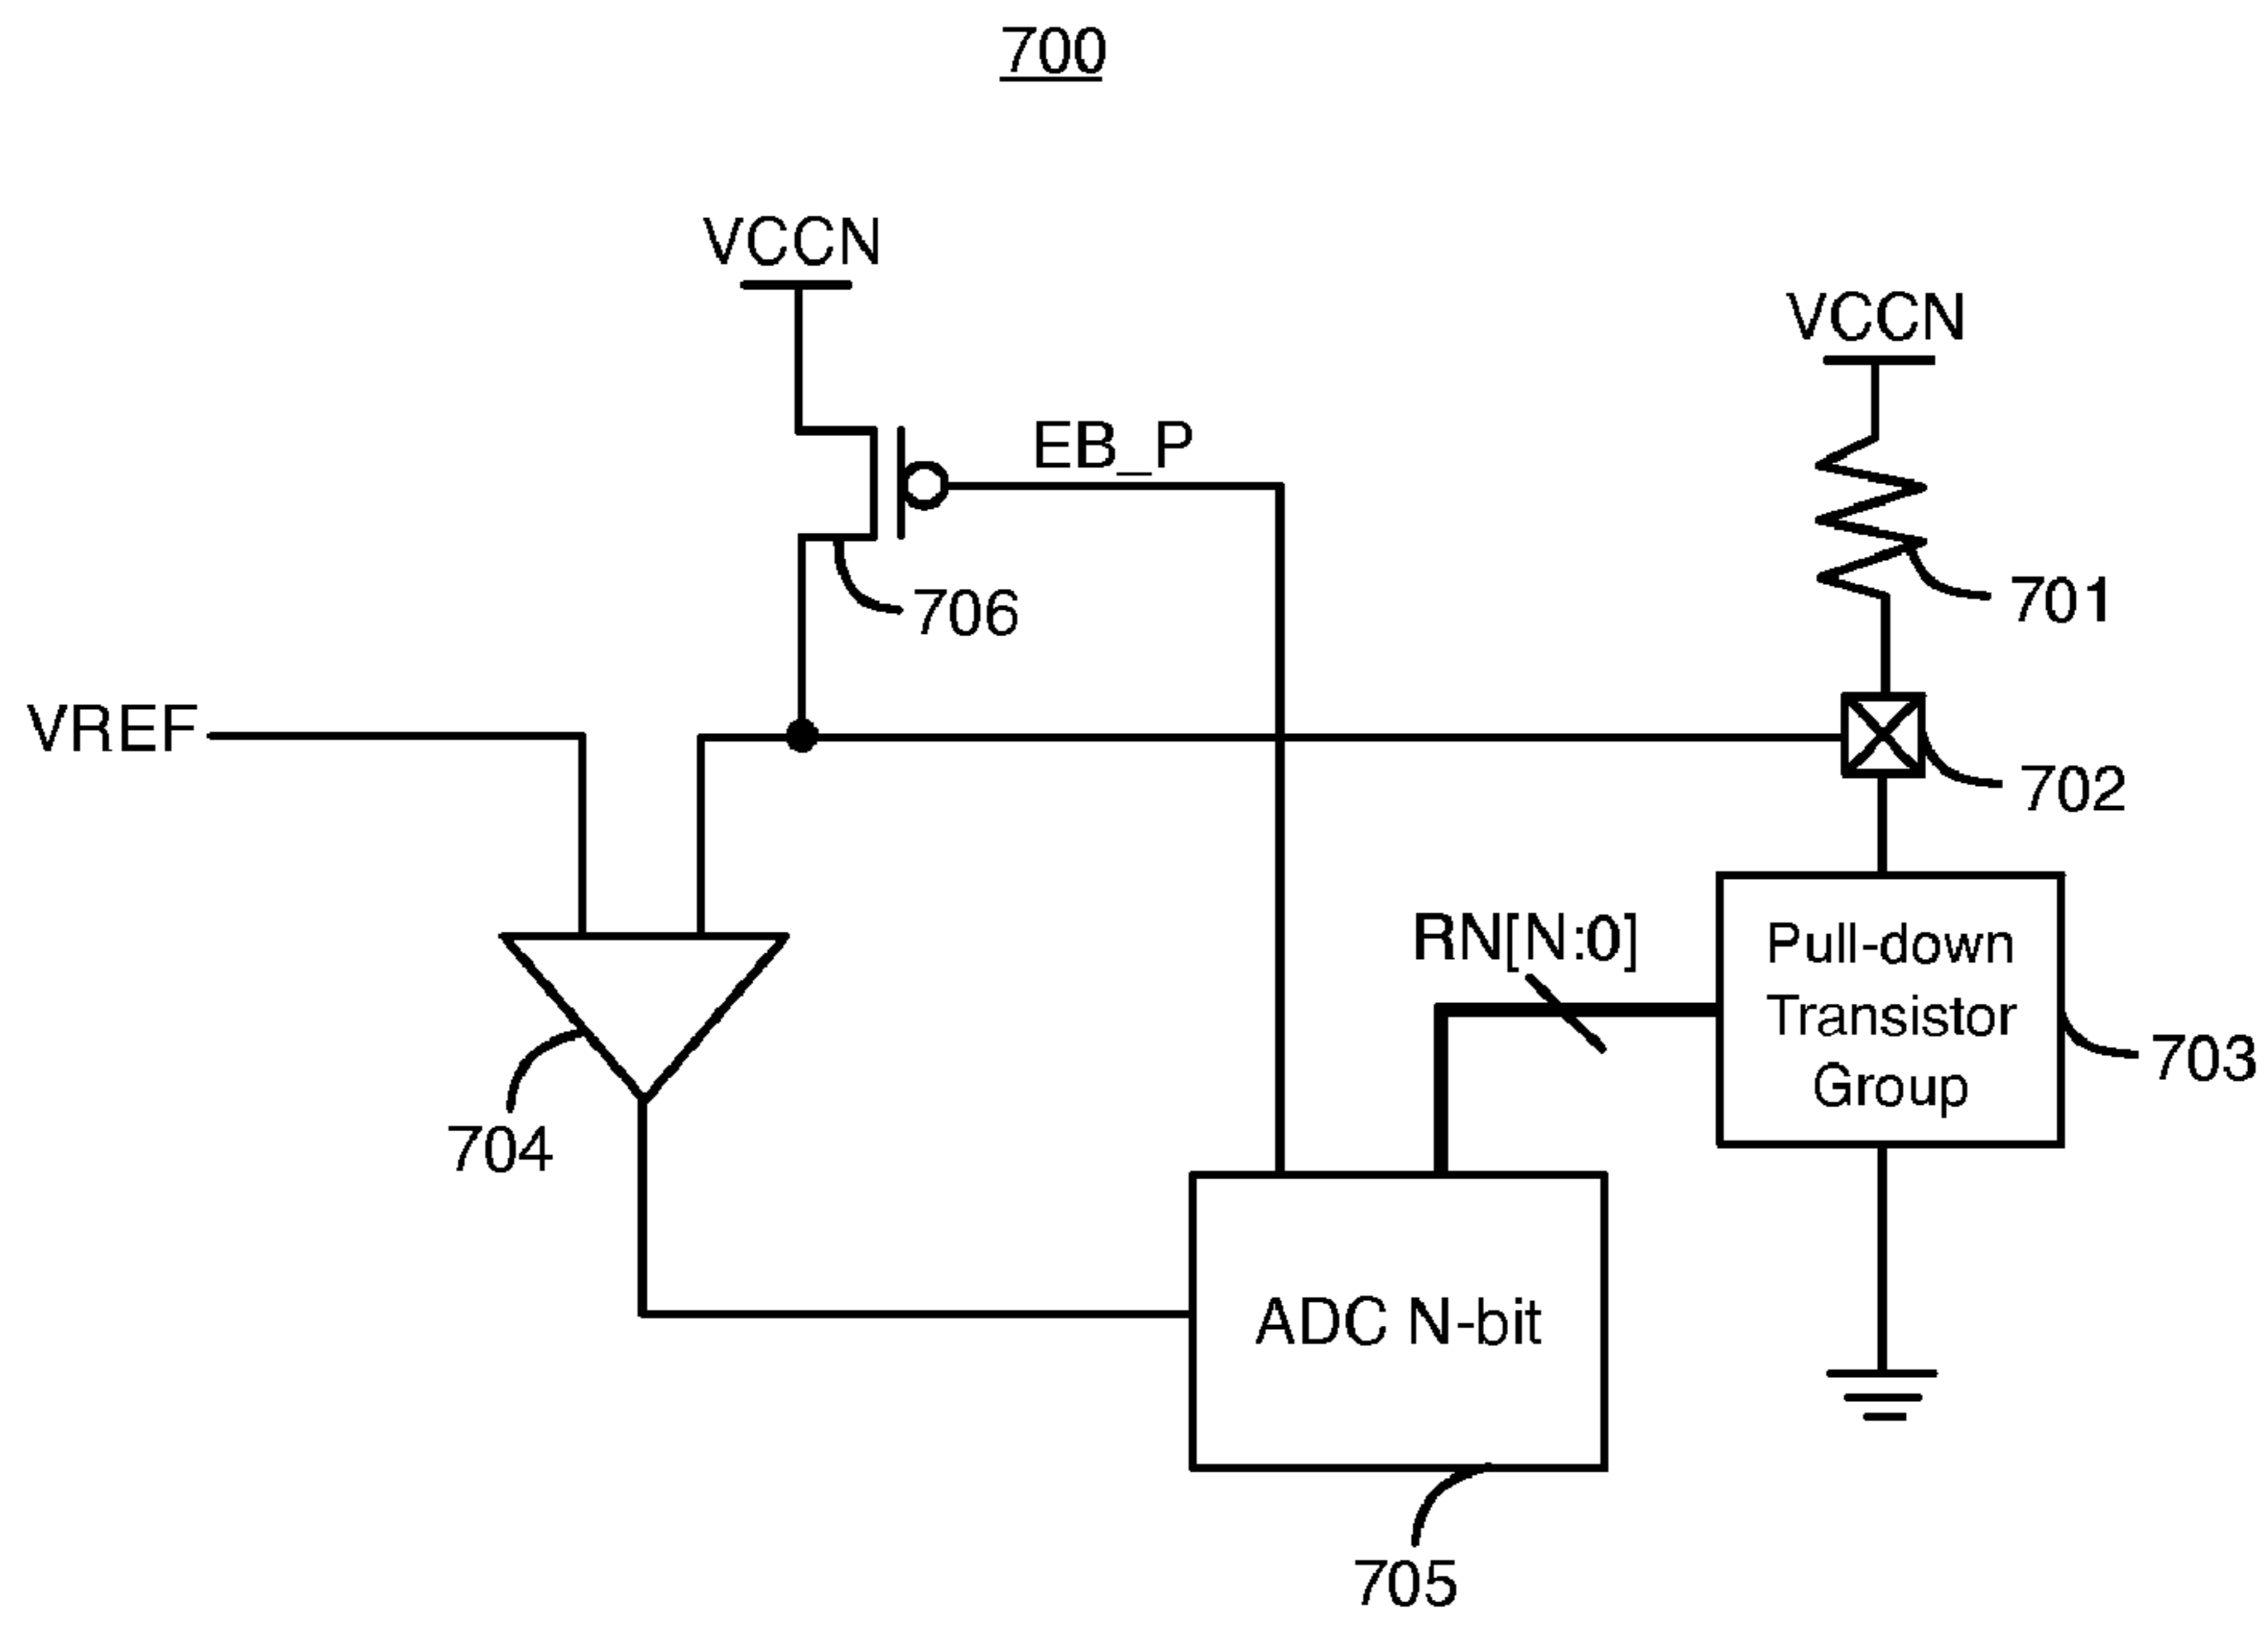 700
VCCN
VCCN
EB_P
706
701
VREF
702
RN[N:0]
Pull-down
Transistor
Group
703
704
ADC N-bit
705